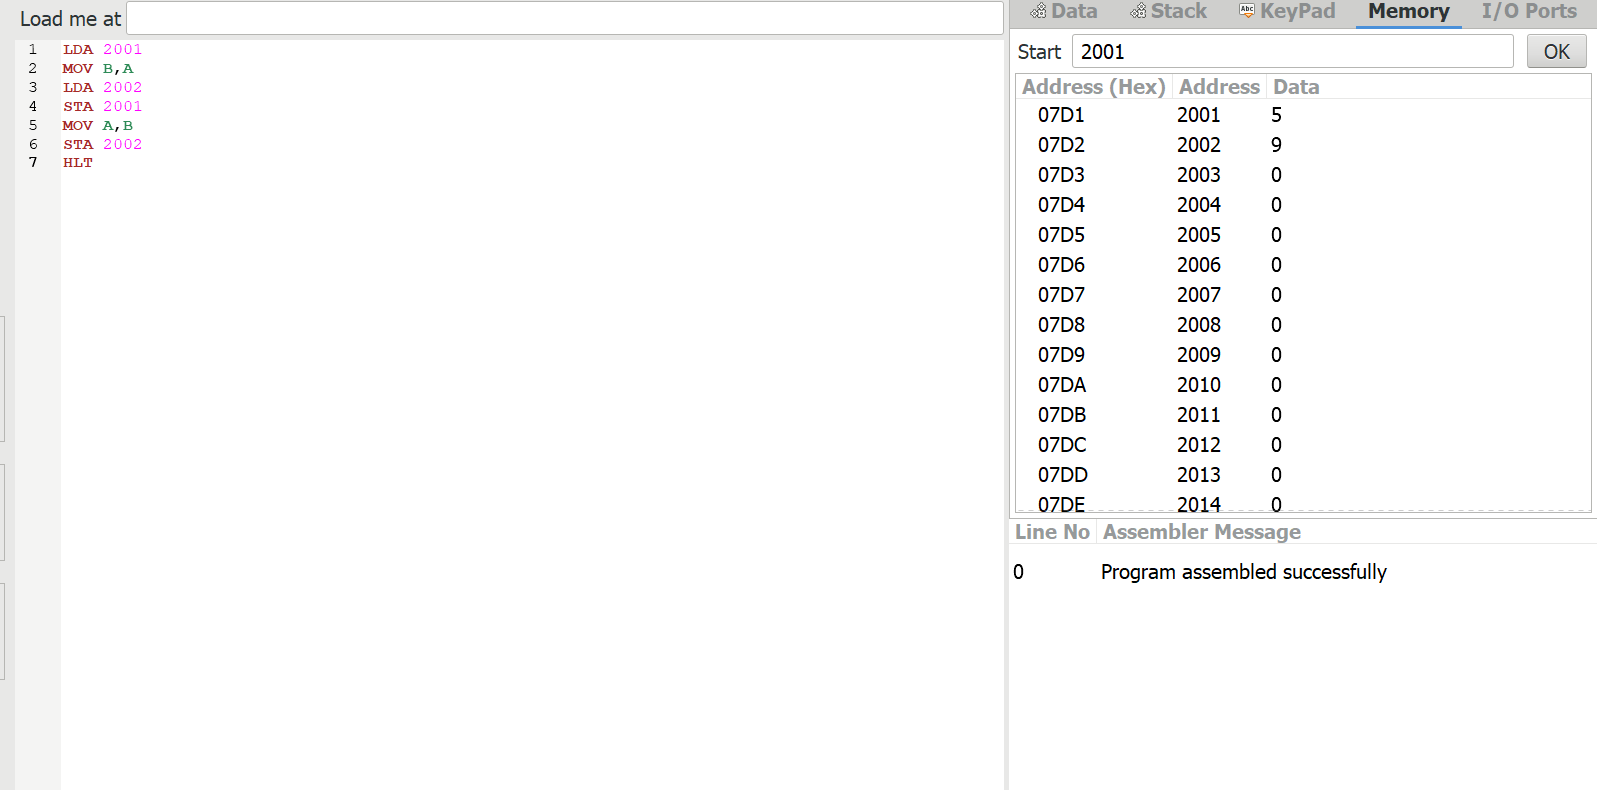 Load me at
1 LDA 2001
2 MOV B,A
3 LDA 2002
4 STA 2001
5 MOV A,B
6 STA 2002
7 HLT
Data Stack Abc KeyPad Memory I/O Ports
Start 2001 OK
Address (Hex) Address Data
07D1 2001 5
07D2 2002 9
07D3 2003 0
07D4 2004 0
07D5 2005 0
07D6 2006 0
07D7 2007 0
07D8 2008 0
07D9 2009 0
07DA 2010 0
07DB 2011 0
07DC 2012 0
07DD 2013 0
07DE 2014 0
Line No Assembler Message
0 Program assembled successfully